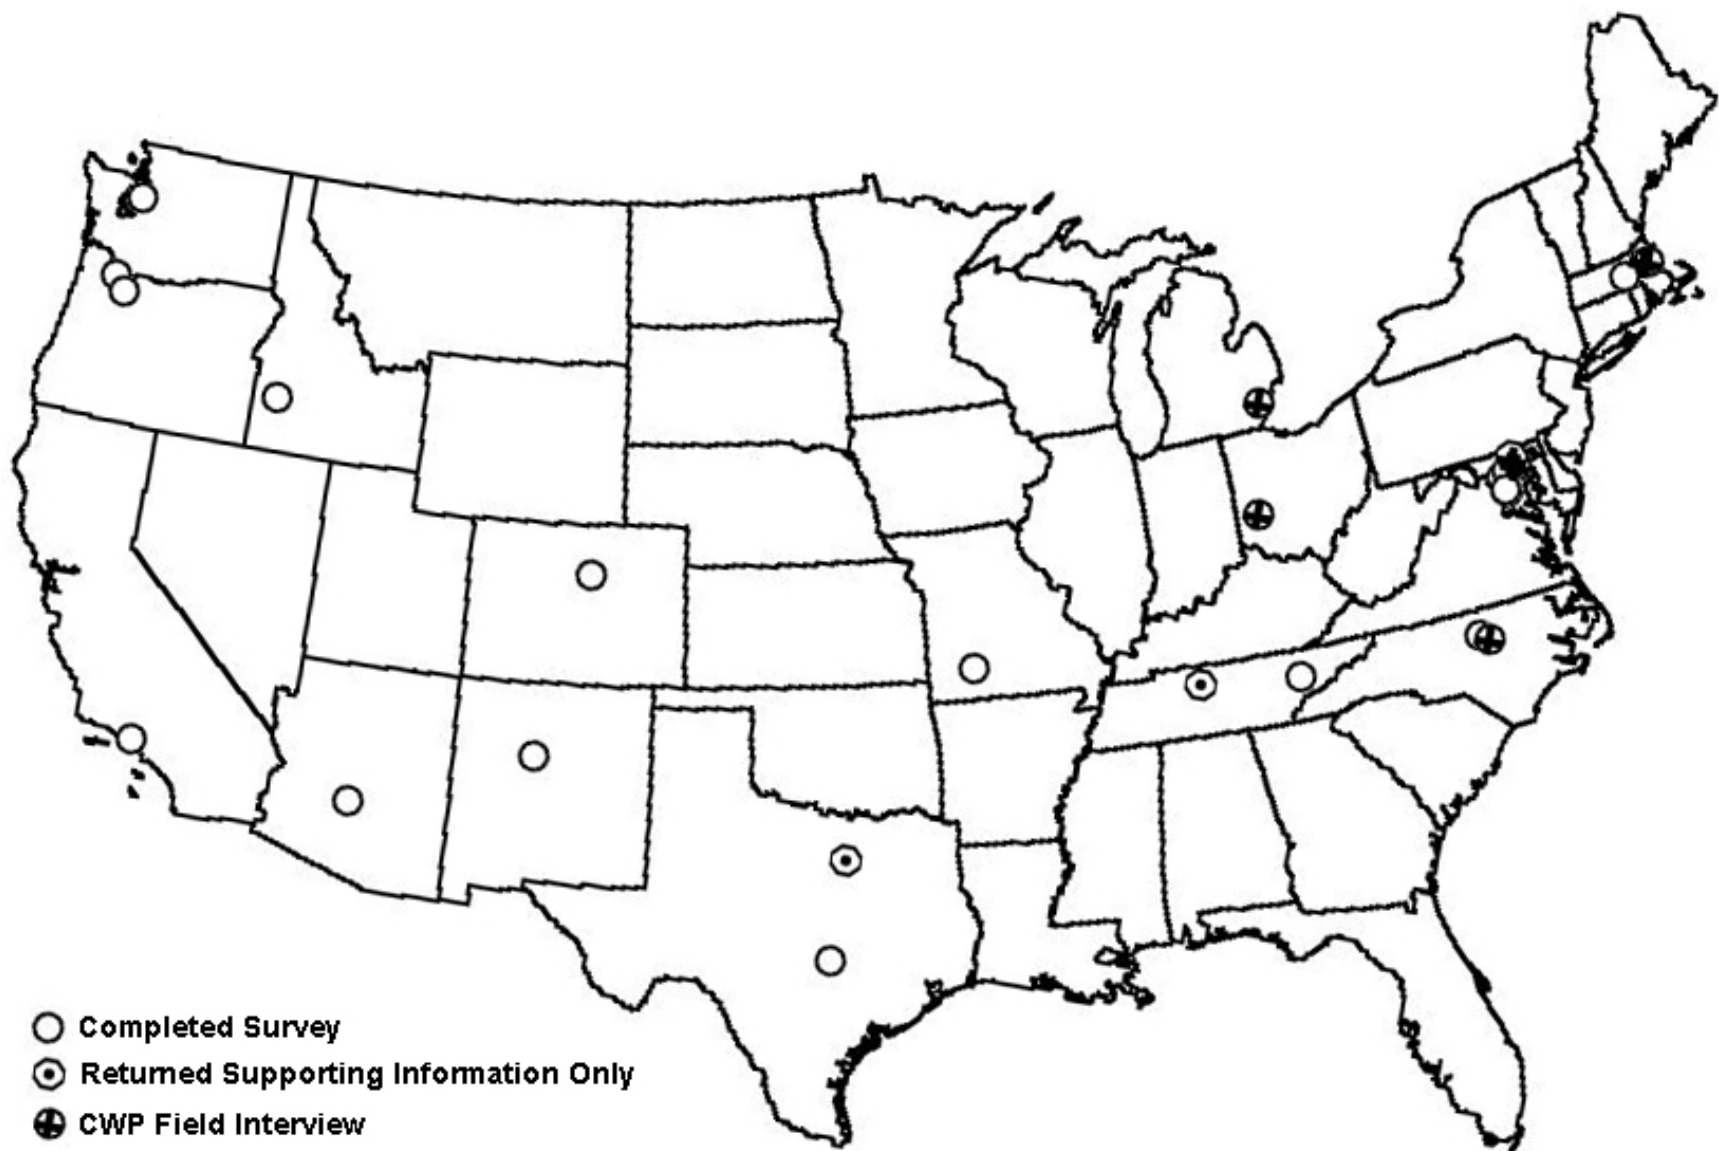 Completed Survey
Returned Supporting Information Only
CWP Field Interview